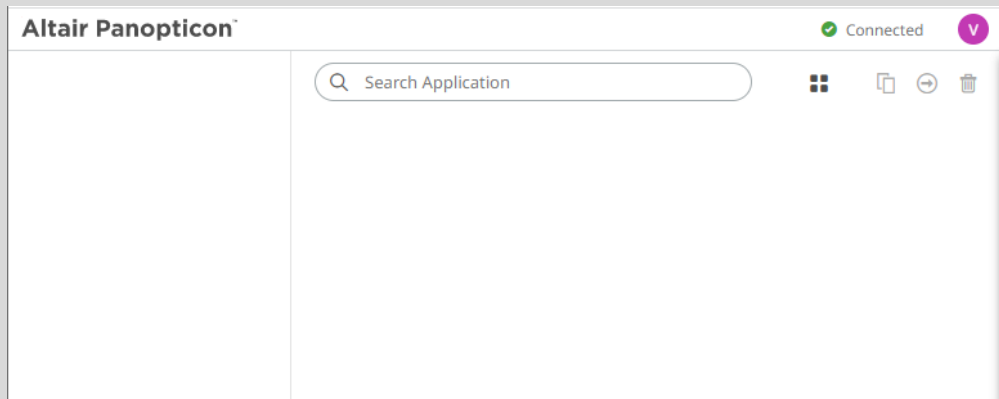 Altair Panopticon™
Connected
V
Search Application